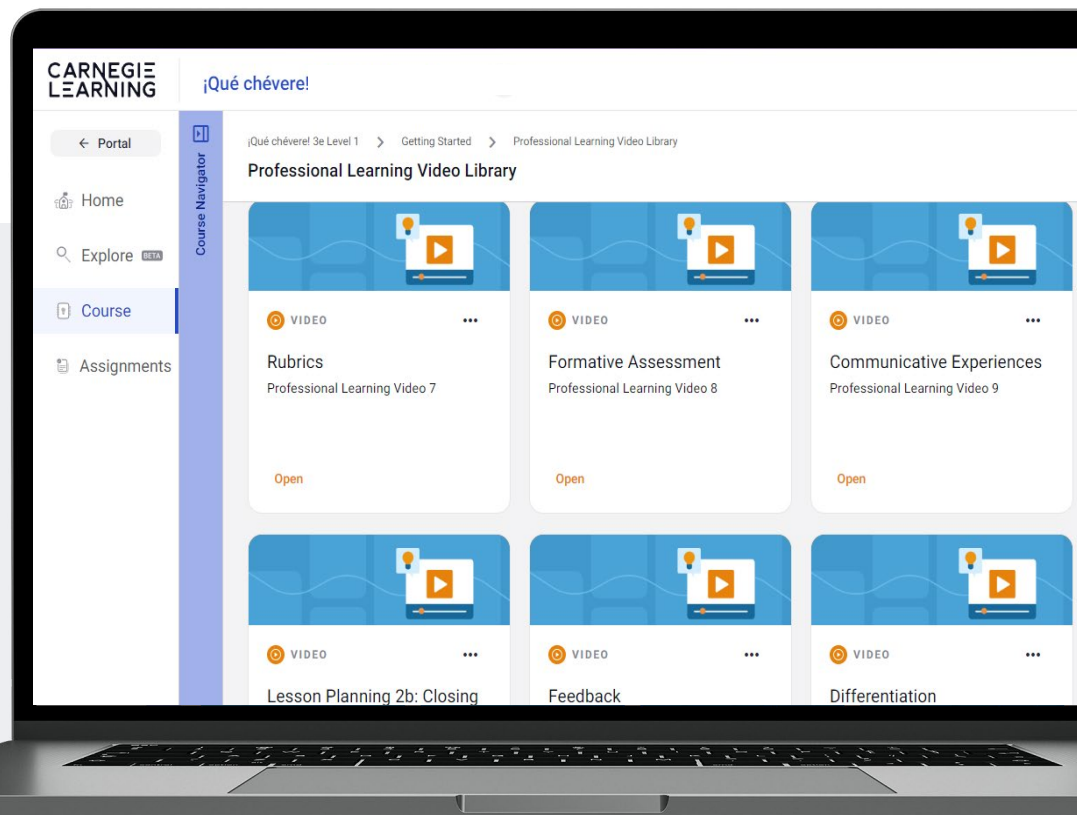 CARNEGIE
LEARNING
¡Qué chévere!
← Portal
Home
Explore BETA
Course
Assignments
Course Navigator
¡Qué chévere! 3e Level 1 > Getting Started > Professional Learning Video Library
Professional Learning Video Library
VIDEO
Rubrics
Professional Learning Video 7
Open
VIDEO
Formative Assessment
Professional Learning Video 8
Open
VIDEO
Communicative Experiences
Professional Learning Video 9
Open
VIDEO
Lesson Planning 2b: Closing
VIDEO
Feedback
VIDEO
Differentiation